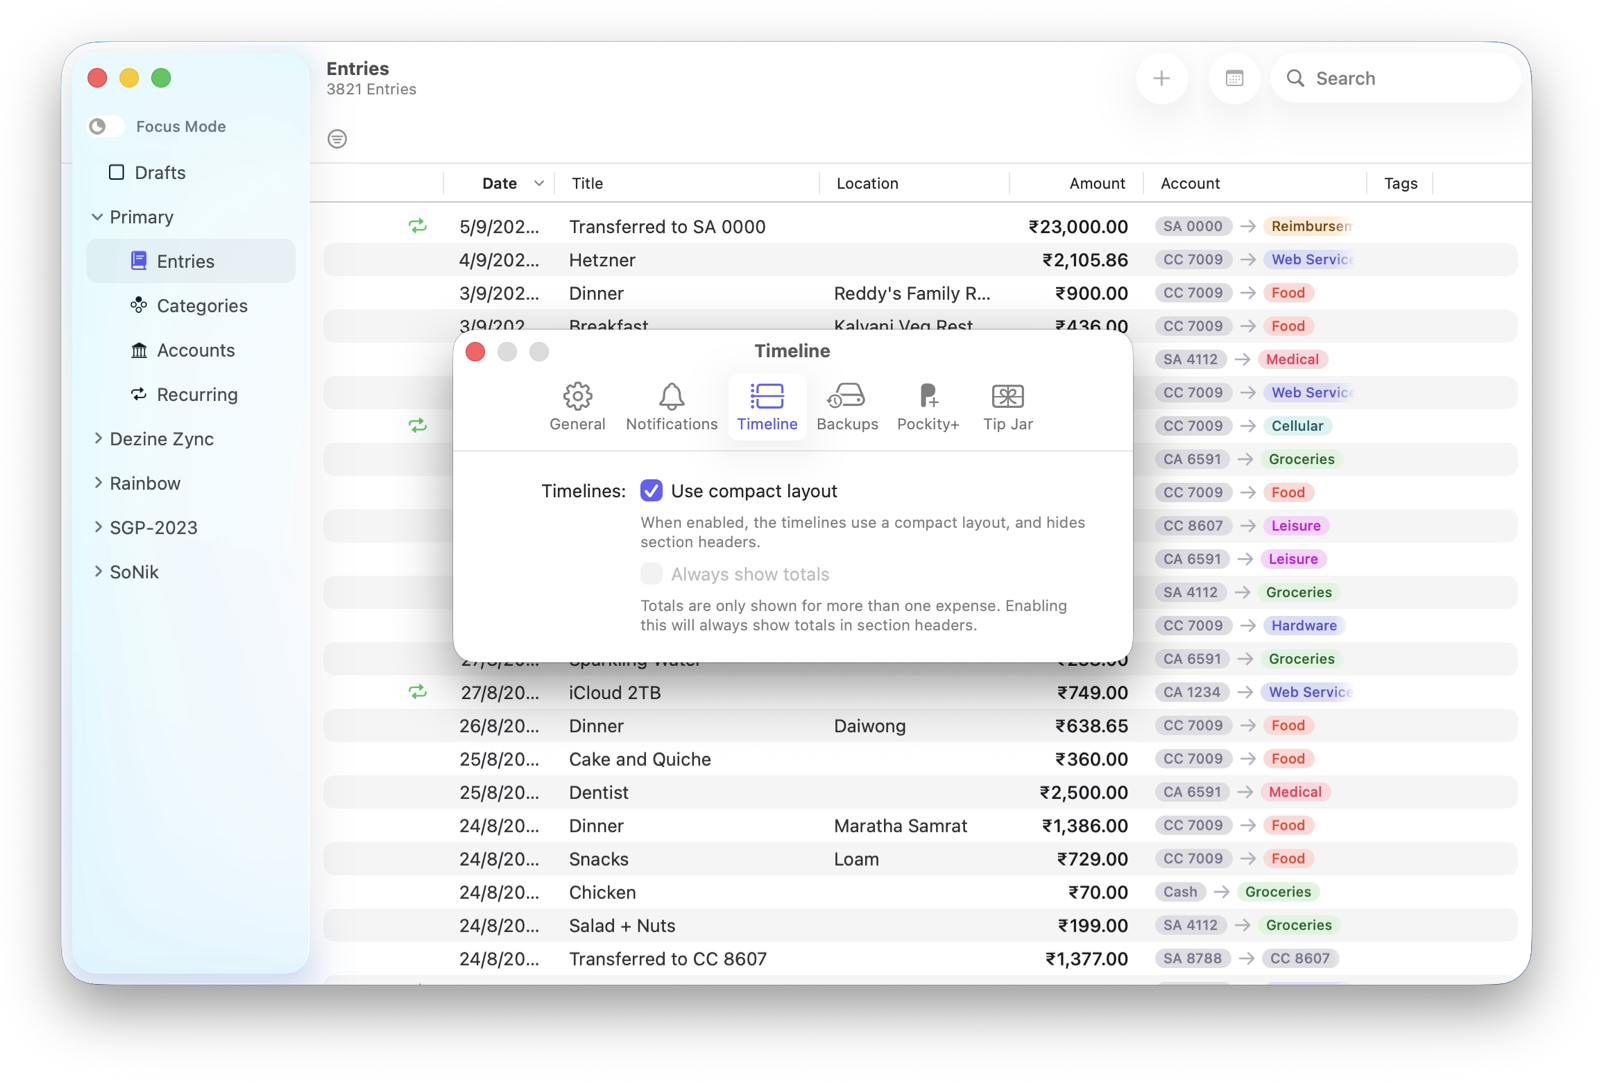 Entries
3821 Entries
Search
Focus Mode
Drafts
Primary
Entries
Categories
Accounts
Recurring
Dezine Zync
Rainbow
SGP-2023
SoNik
Date Title Location Amount Account Tags
5/9/202... Transferred to SA 0000 ₹23,000.00 SA 0000 → Reimbursem
4/9/202... Hetzner ₹2,105.86 CC 7009 → Web Service
3/9/202... Dinner Reddy's Family R... ₹900.00 CC 7009 → Food
3/9/202 Breakfast Kalyani Veg Rest ₹436.00 CC 7009 → Food
SA 4112 → Medical
CC 7009 → Web Service
CC 7009 → Cellular
CA 6591 → Groceries
CC 7009 → Food
CC 8607 → Leisure
CA 6591 → Leisure
SA 4112 → Groceries
CC 7009 → Hardware
Timeline
General Notifications Timeline Backups Pockity+ Tip Jar
Timelines: Use compact layout
When enabled, the timelines use a compact layout, and hides
section headers.
Always show totals
Totals are only shown for more than one expense. Enabling
this will always show totals in section headers.
Sparkling Water CA 6591 → Groceries
27/8/20... iCloud 2TB ₹749.00 CA 1234 → Web Service
26/8/20... Dinner Daiwong ₹638.65 CC 7009 → Food
25/8/20... Cake and Quiche ₹360.00 CC 7009 → Food
25/8/20... Dentist ₹2,500.00 CA 6591 → Medical
24/8/20... Dinner Maratha Samrat ₹1,386.00 CC 7009 → Food
24/8/20... Snacks Loam ₹729.00 CC 7009 → Food
24/8/20... Chicken ₹70.00 Cash → Groceries
24/8/20... Salad + Nuts ₹199.00 SA 4112 → Groceries
24/8/20... Transferred to CC 8607 ₹1,377.00 SA 8788 → CC 8607